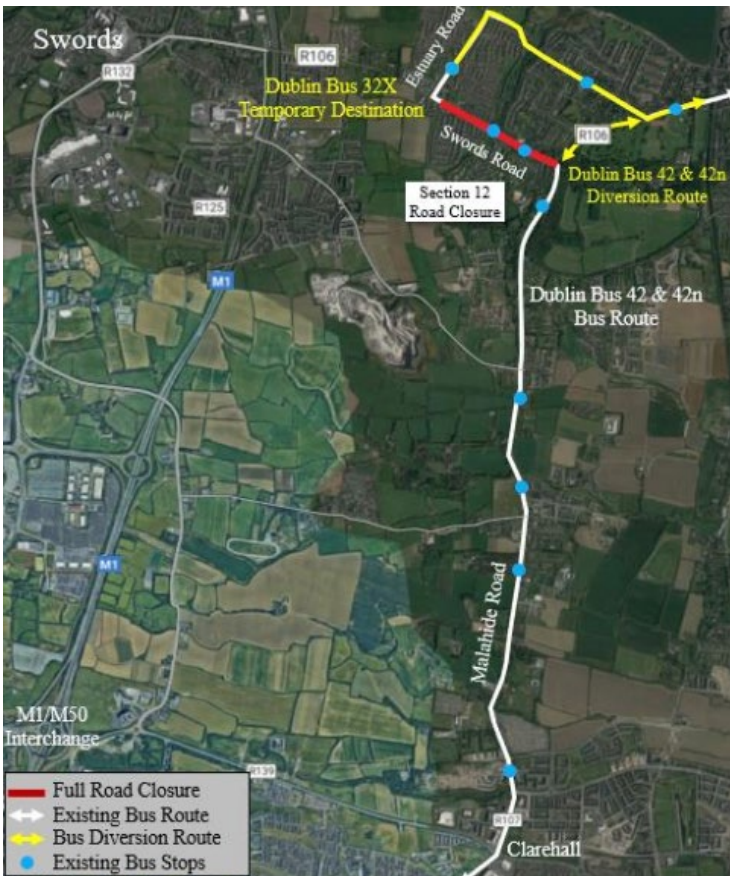 Swords
R132
R106
Estuary Road
Dublin Bus 32X
Temporary Destination
Swords Road
R106
Dublin Bus 42 & 42n
Diversion Route
Section 12
Road Closure
R125
M1
Dublin Bus 42 & 42n
Bus Route
M1
Malahide Road
M1/M50
Interchange
R139
R107
Clarehall
Full Road Closure
Existing Bus Route
Bus Diversion Route
Existing Bus Stops